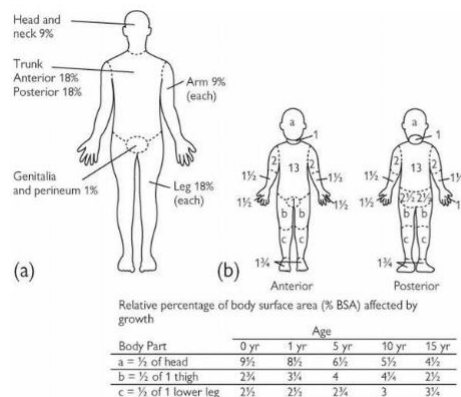 Head and
neck 9%
Trunk
Anterior 18%
Posterior 18%
Arm 9%
(each)
Genitalia
and perineum 1%
Leg 18%
(each)
(a)
a
1
2
13
2
1½
1½
1½
1½
b b
c c
1¾
Anterior
(b)
a
1
2
13
2
1½
1½
2½ 2½
b b
c c
1¾
Posterior
Relative percentage of body surface area (% BSA) affected by
growth
Age
Body Part 0 yr 1 yr 5 yr 10 yr 15 yr
a = ½ of head 9½ 8½ 6½ 5½ 4½
b = ½ of 1 thigh 2¾ 3¼ 4 4¼ 2½
c = ½ of 1 lower leg 2½ 2½ 2¾ 3 3¼